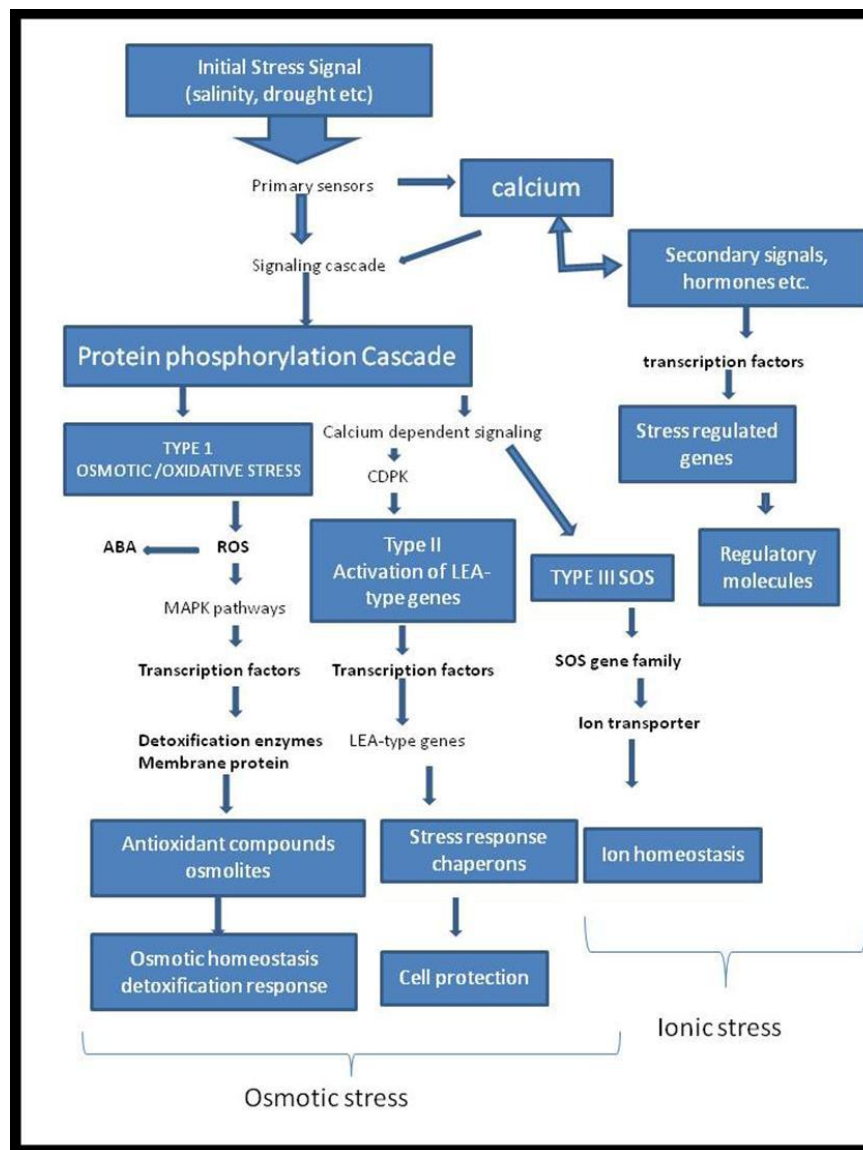 Initial Stress Signal
(salinity, drought etc)
Primary sensors
calcium
Signaling cascade
Secondary signals,
hormones etc.
Protein phosphorylation Cascade
transcription factors
TYPE 1
OSMOTIC /OXIDATIVE STRESS
Calcium dependent signaling
Stress regulated
genes
CDPK
ABA
ROS
Type II
Activation of LEA-
type genes
TYPE III SOS
Regulatory
molecules
MAPK pathways
Transcription factors
Transcription factors
SOS gene family
Ion transporter
Detoxification enzymes
Membrane protein
LEA-type genes
Antioxidant compounds
osmolites
Stress response
chaperons
Ion homeostasis
Osmotic homeostasis
detoxification response
Cell protection
Ionic stress
Osmotic stress